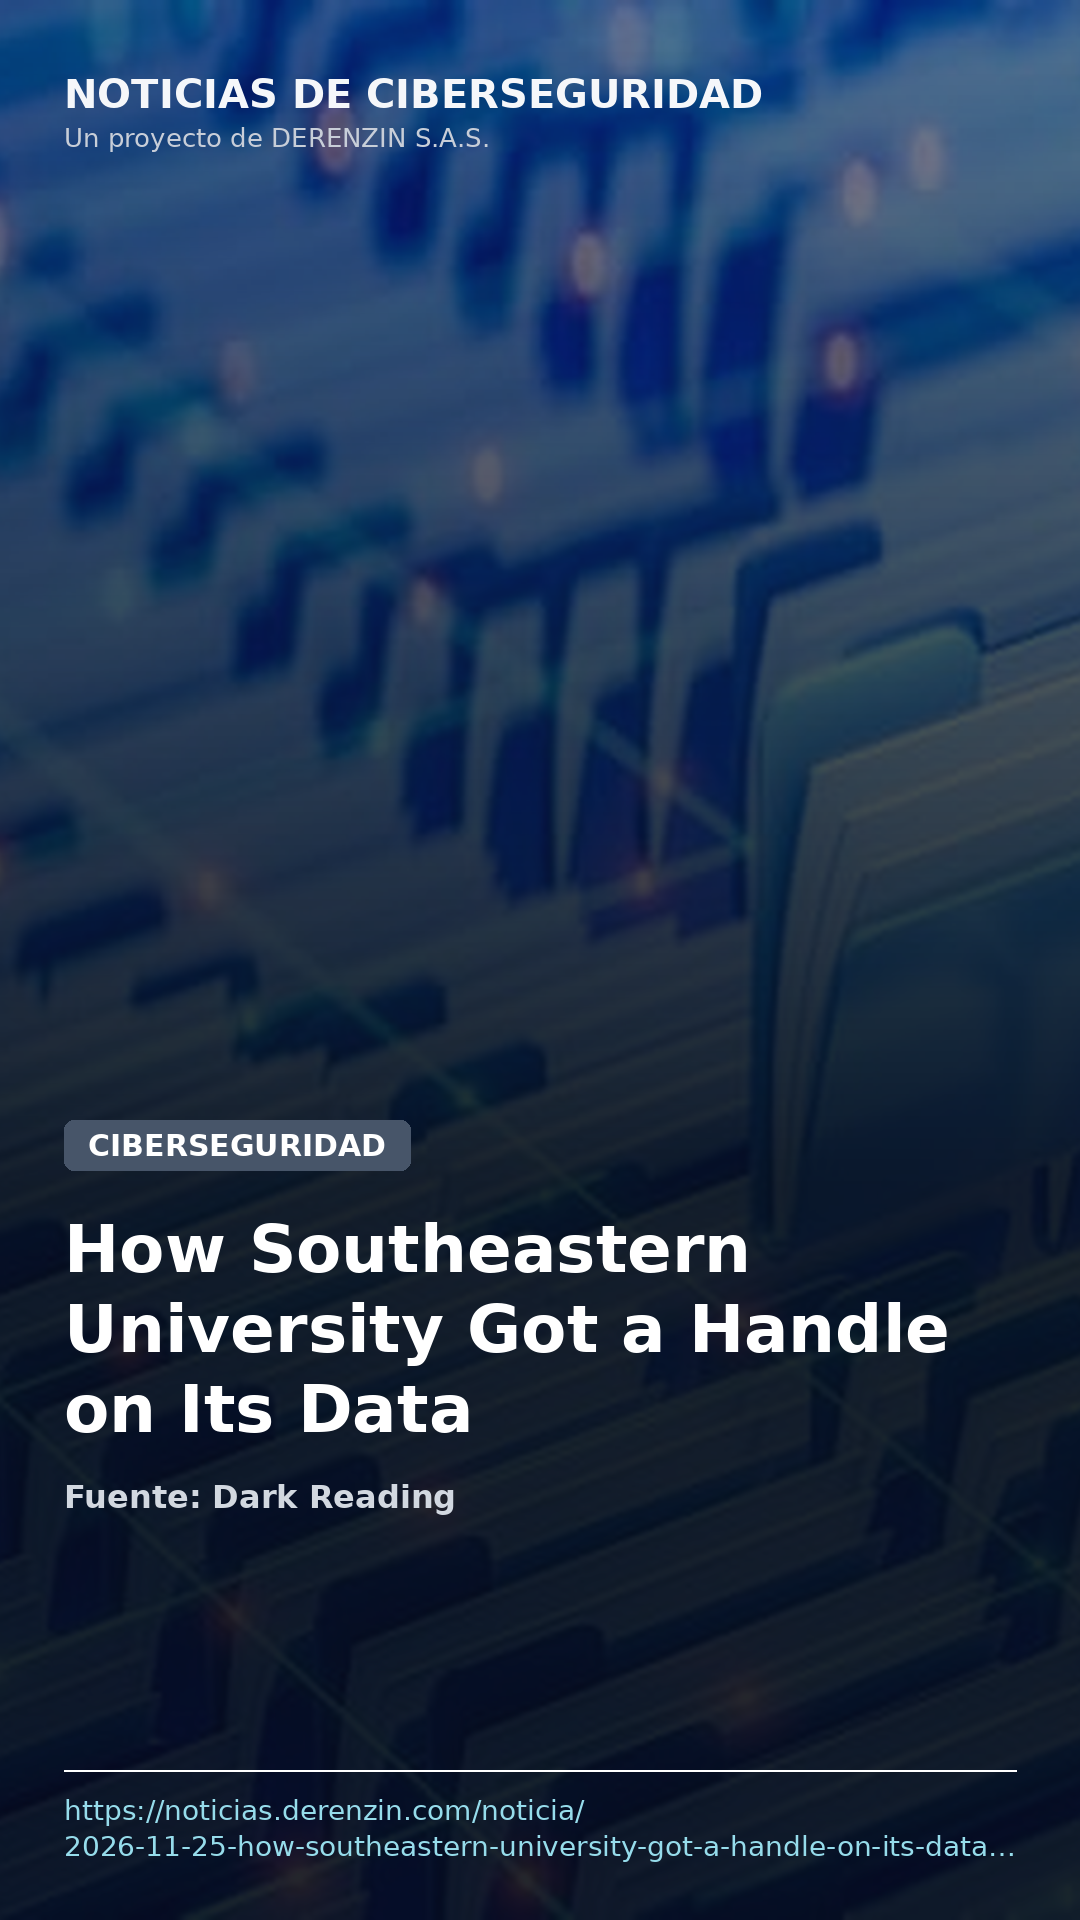 NOTICIAS DE CIBERSEGURIDAD
Un proyecto de DERENZIN S.A.S.
CIBERSEGURIDAD
How Southeastern
University Got a Handle
on Its Data
Fuente: Dark Reading
https://noticias.derenzin.com/noticia/
2026-11-25-how-southeastern-university-got-a-handle-on-its-data…